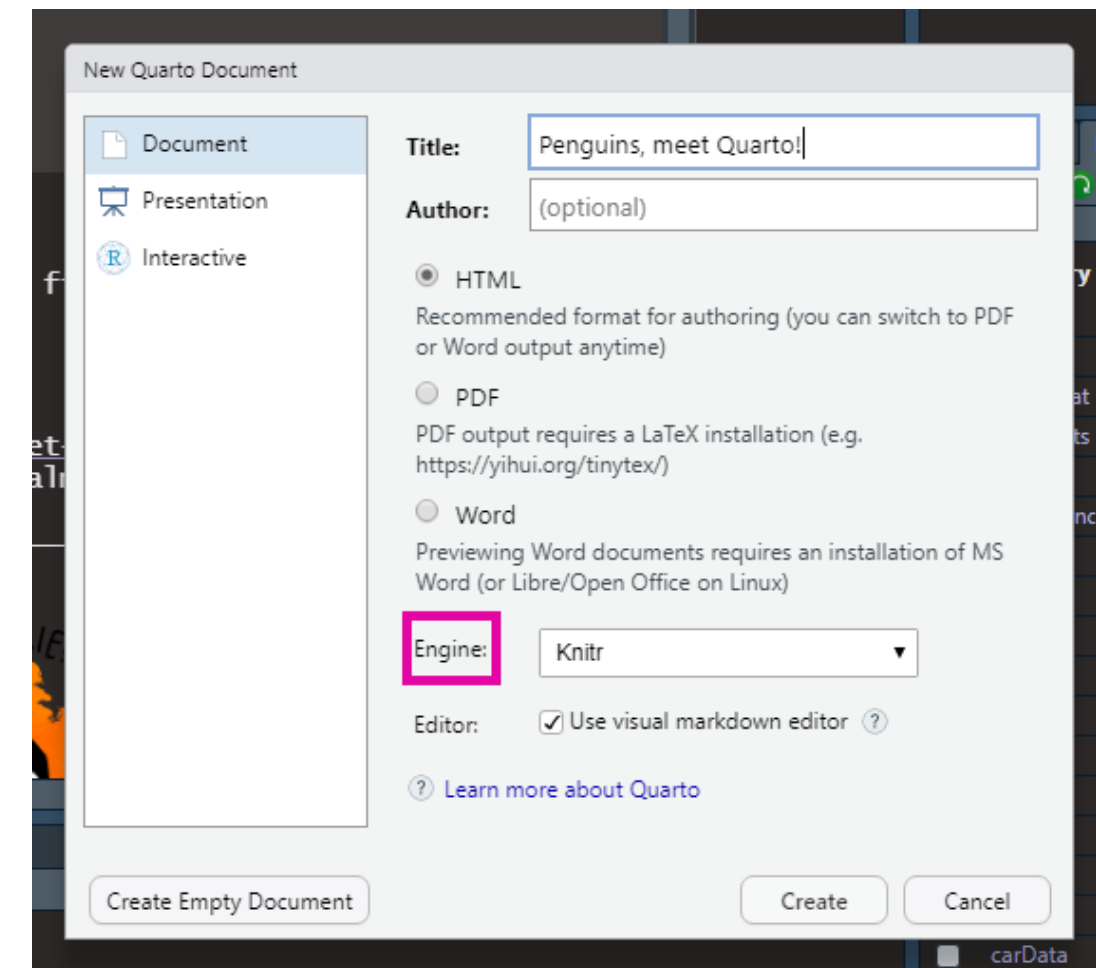 New Quarto Document
Document
Presentation
R Interactive
Title: Penguins, meet Quarto!
Author: (optional)
HTML
Recommended format for authoring (you can switch to PDF
or Word output anytime)
PDF
PDF output requires a LaTeX installation (e.g.
https://yihui.org/tinytex/)
Word
Previewing Word documents requires an installation of MS
Word (or Libre/Open Office on Linux)
Engine: Knitr
Editor: Use visual markdown editor ?
? Learn more about Quarto
Create Empty Document
Create
Cancel
carData